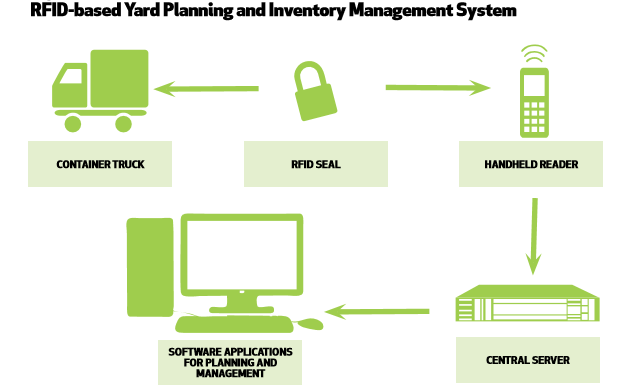 RFID-based Yard Planning and Inventory Management System
CONTAINER TRUCK
RFID SEAL
HANDHELD READER
SOFTWARE APPLICATIONS
FOR PLANNING AND
MANAGEMENT
CENTRAL SERVER